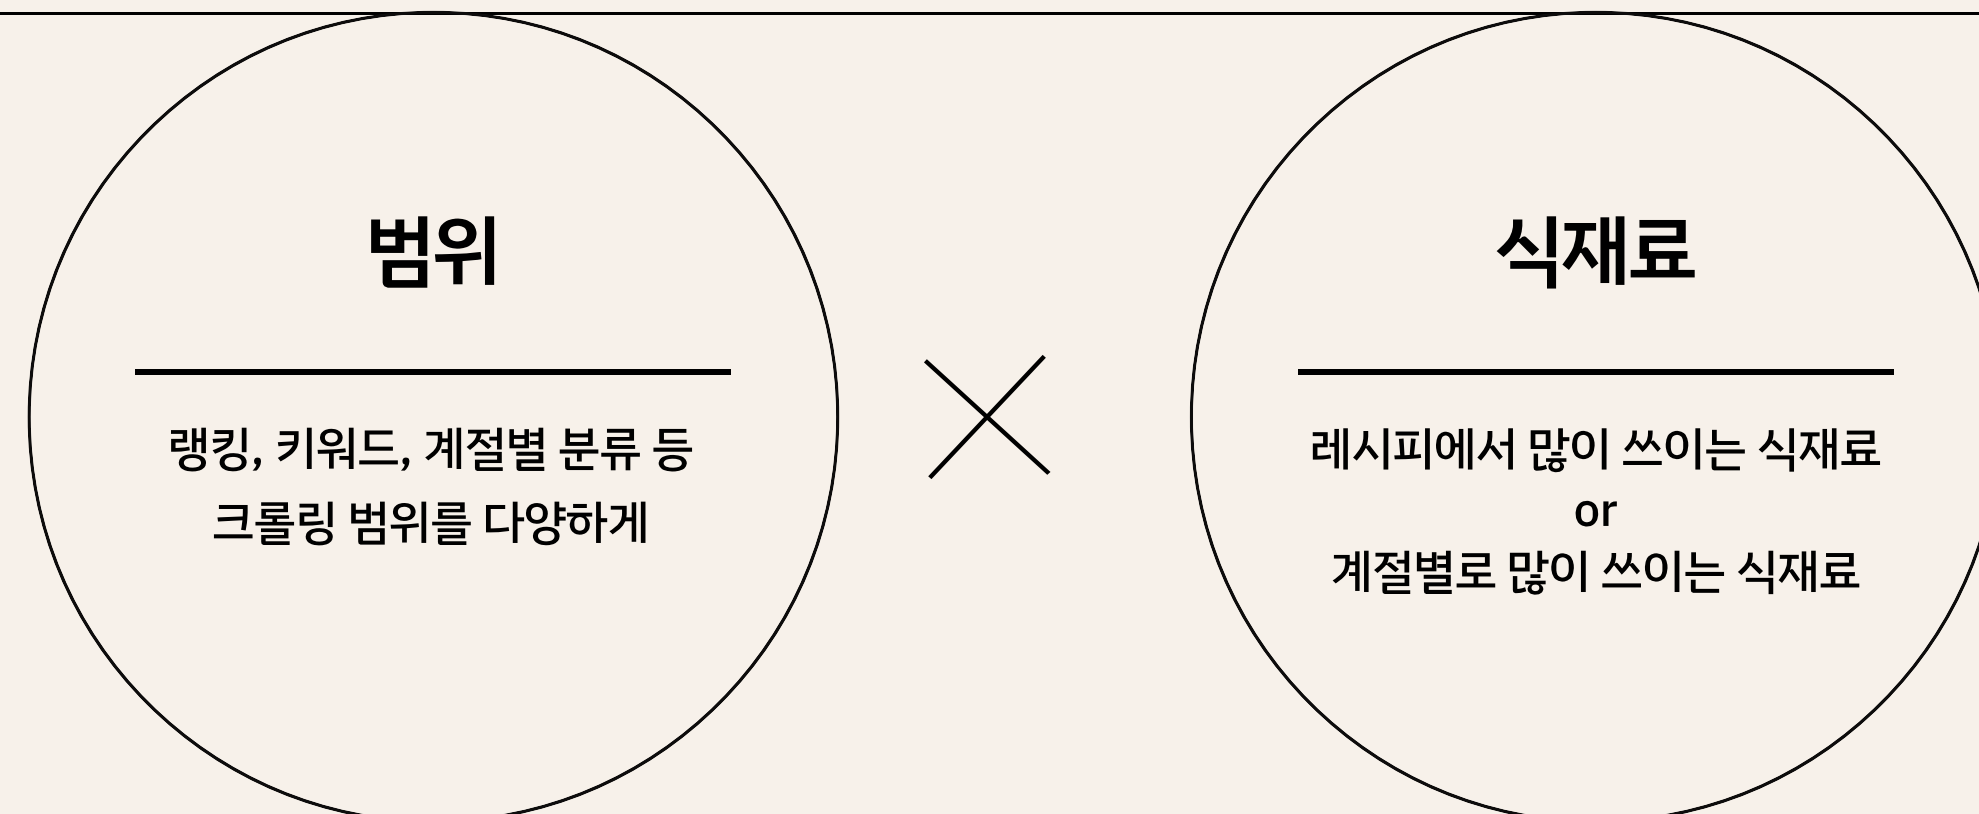 범위
랭킹, 키워드, 계절별 분류 등
크롤링 범위를 다양하게
식재료
레시피에서 많이 쓰이는 식재료
or
계절별로 많이 쓰이는 식재료